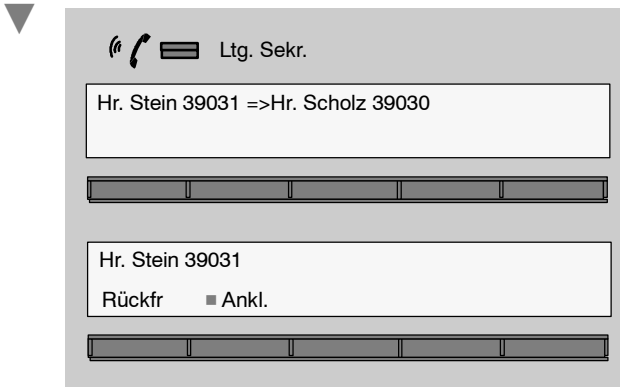 Ltg. Sekr.
Hr. Stein 39031 =>Hr. Scholz 39030
Hr. Stein 39031
Rückfr ■ Ankl.